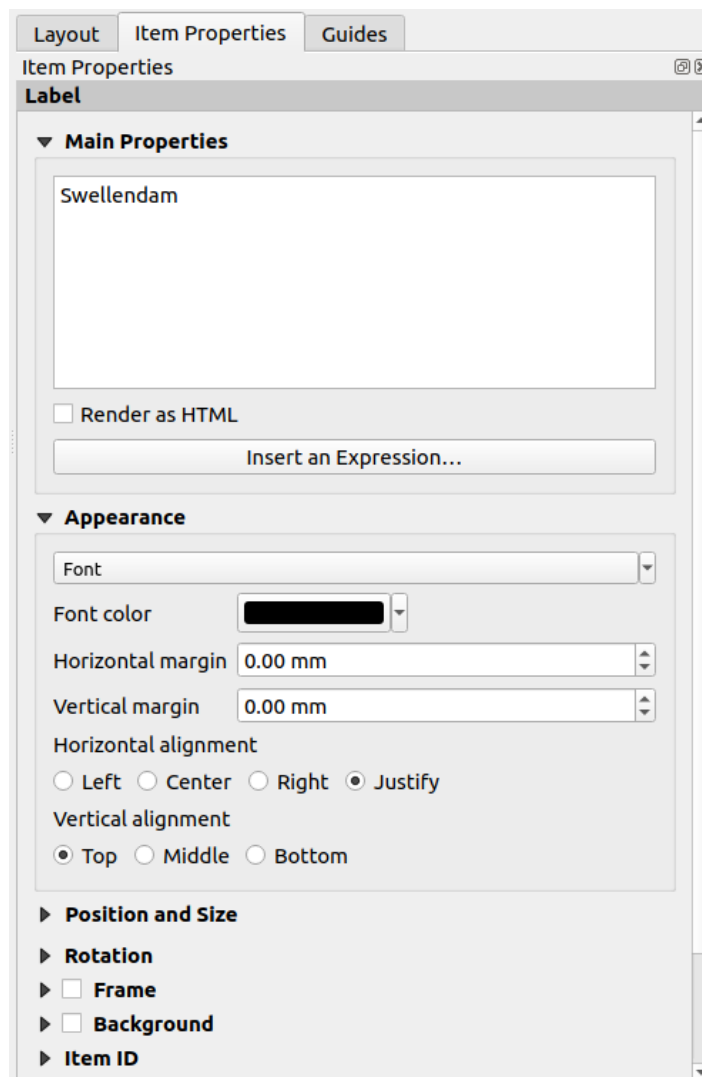 Layout Item Properties Guides
Item Properties
Label
Main Properties
Swellendam
Render as HTML
Insert an Expression...
Appearance
Font
Font color
Horizontal margin 0.00 mm
Vertical margin 0.00 mm
Horizontal alignment
Left Center Right Justify
Vertical alignment
Top Middle Bottom
Position and Size
Rotation
Frame
Background
Item ID